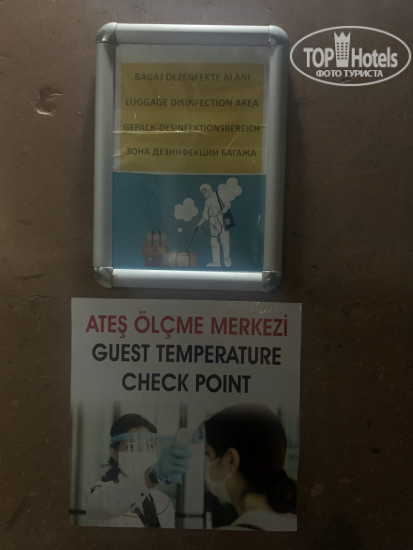 TOP Hotels
ФОТО ТУРИСТА
BAGAJ DEZENFEKTE ALANI
LUGGAGE DISINFECTION AREA
GEPÄCK-DESINFEKTIONSBEREICH
ЗОНА ДЕЗИНФЕКЦИИ БАГАЖА
ATEŞ ÖLÇME MERKEZİ
GUEST TEMPERATURE
CHECK POINT